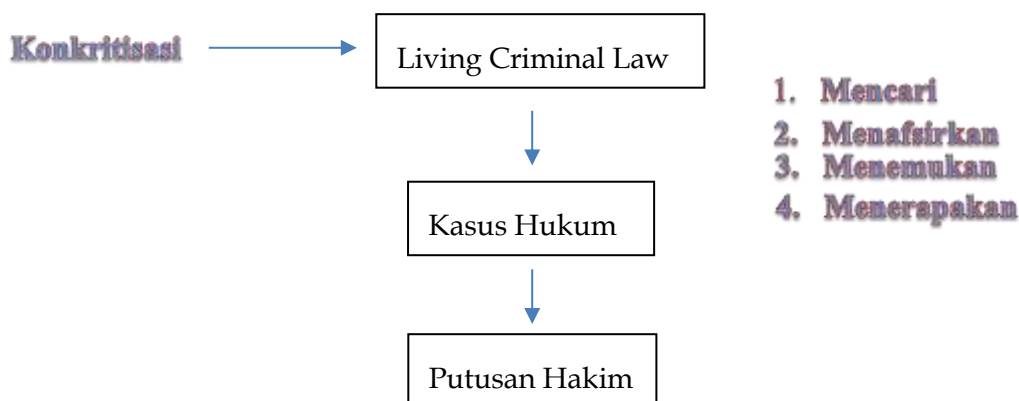 Konkritisasi
Living Criminal Law
Kasus Hukum
Putusan Hakim
1. Mencari
2. Menafsirkan
3. Menemukan
4. Menerapakan